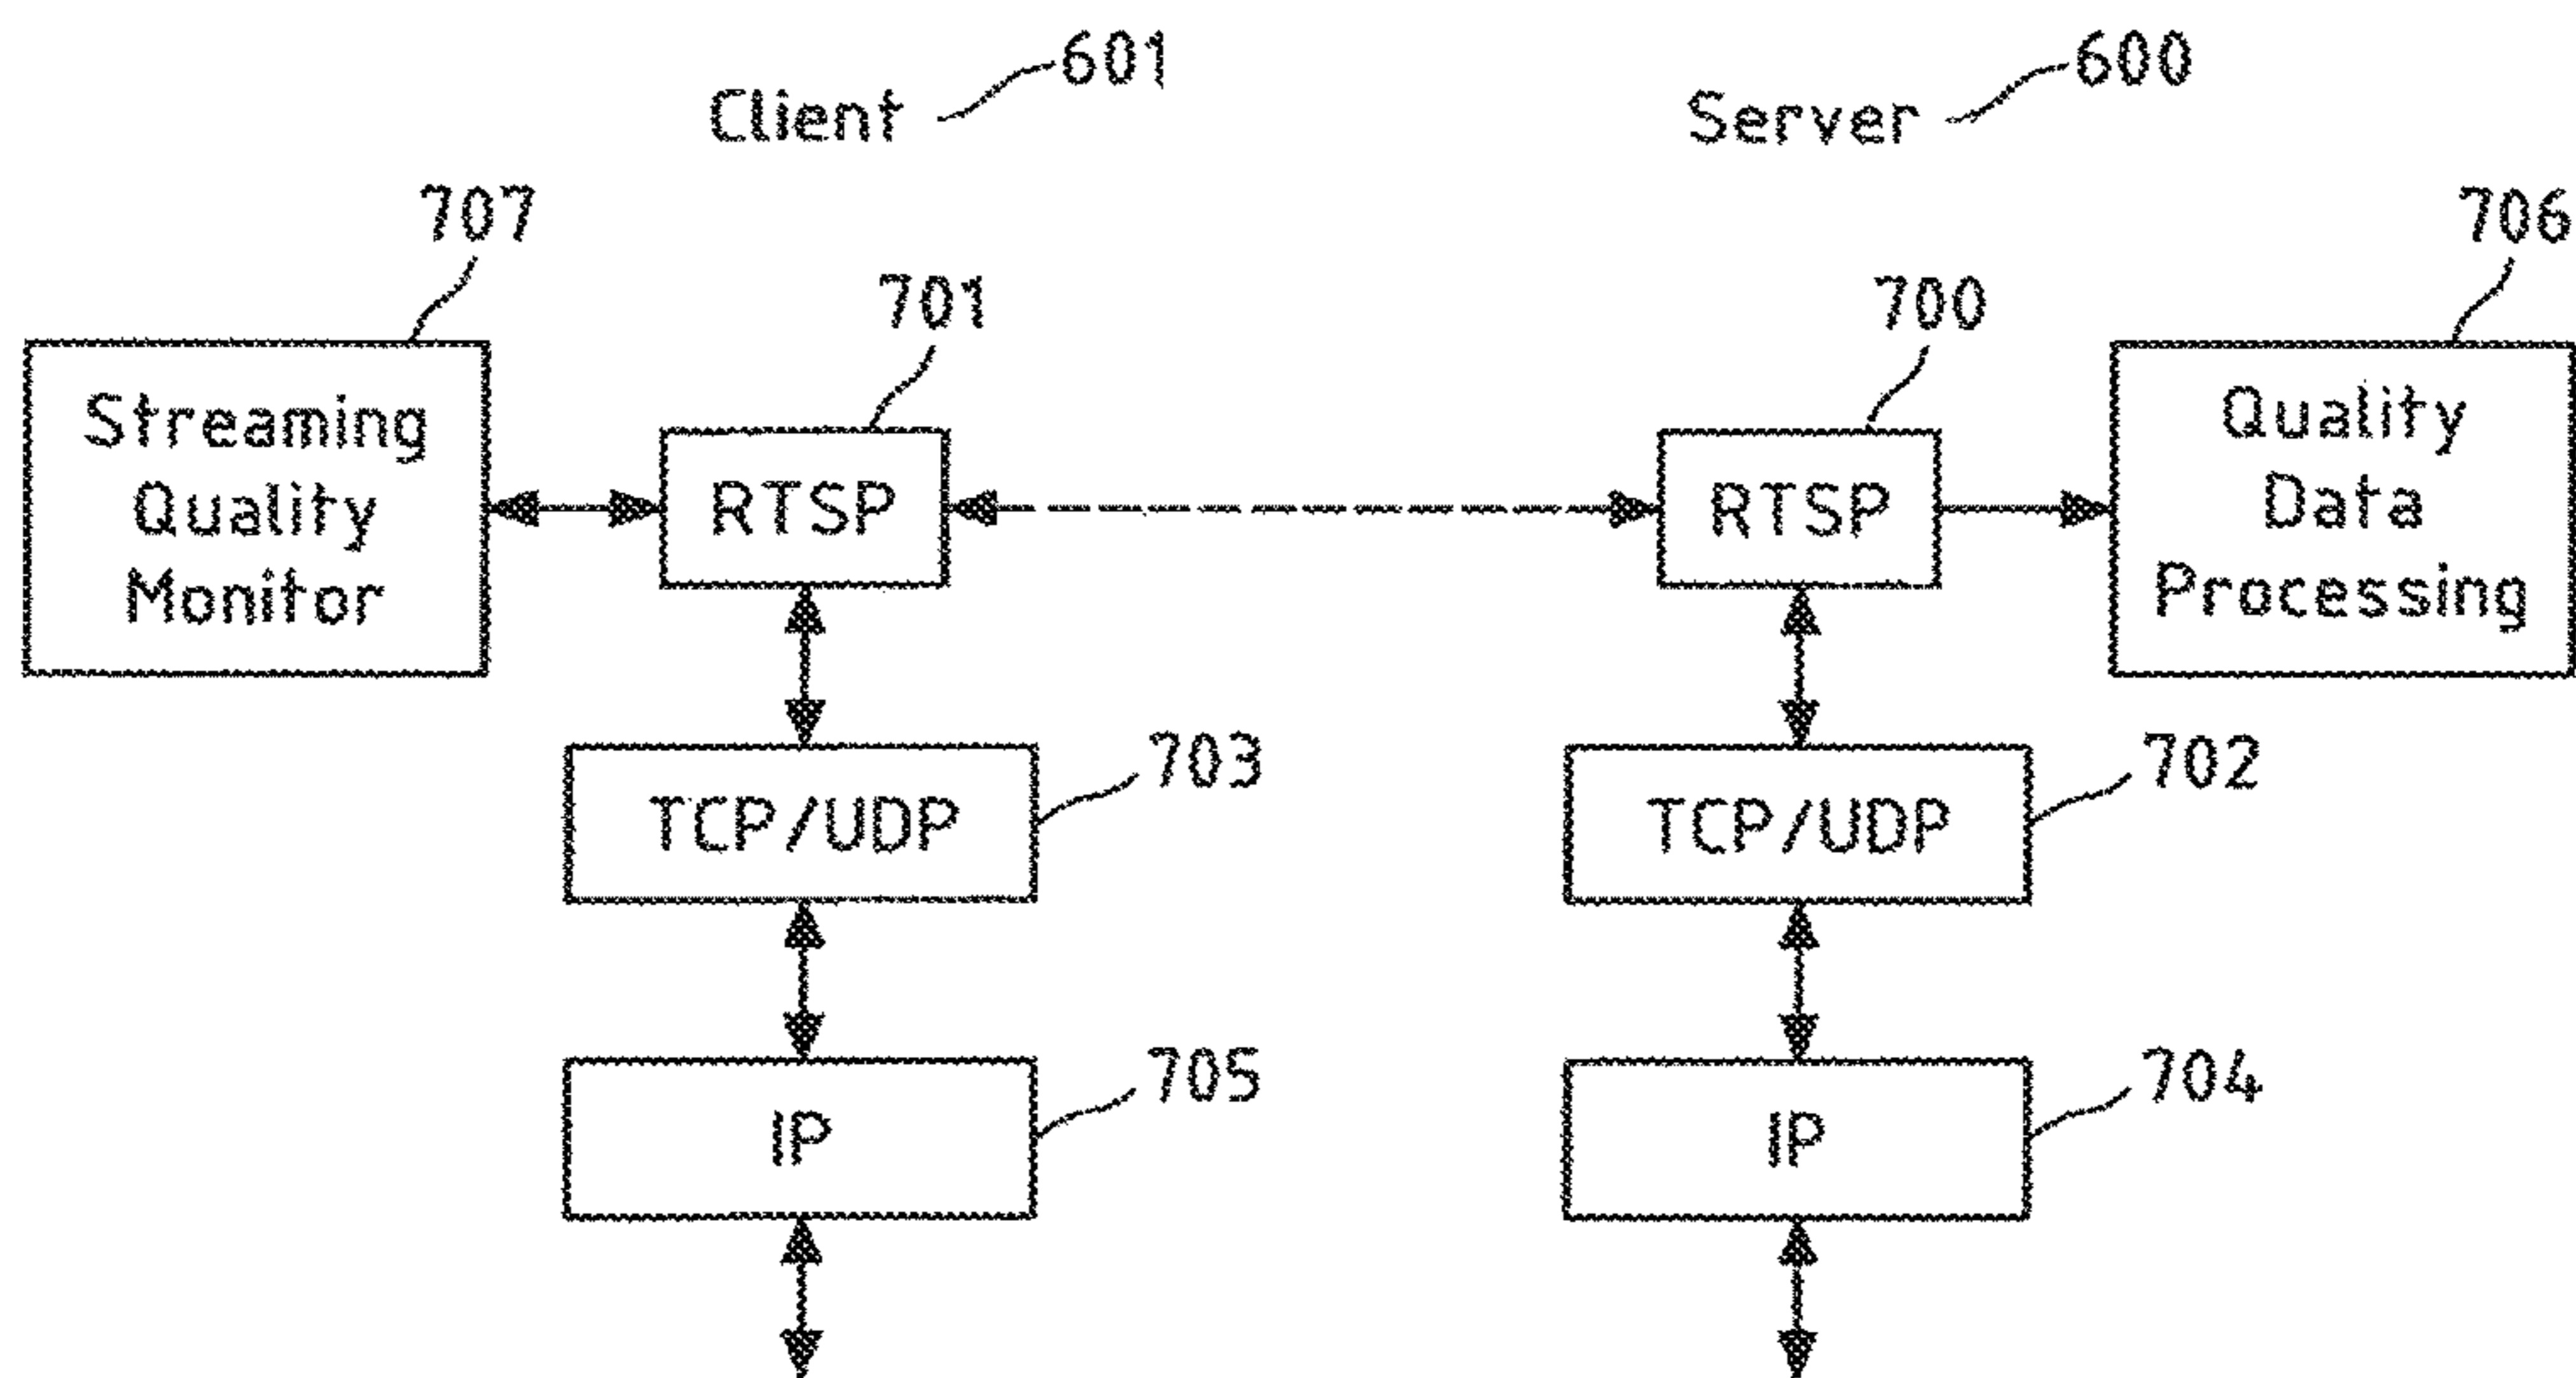 Client 601
Server 600
707
701
700
706
Streaming
Quality
Monitor
RTSP
RTSP
Quality
Data
Processing
TCP/UDP
703
TCP/UDP
702
IP
705
IP
704